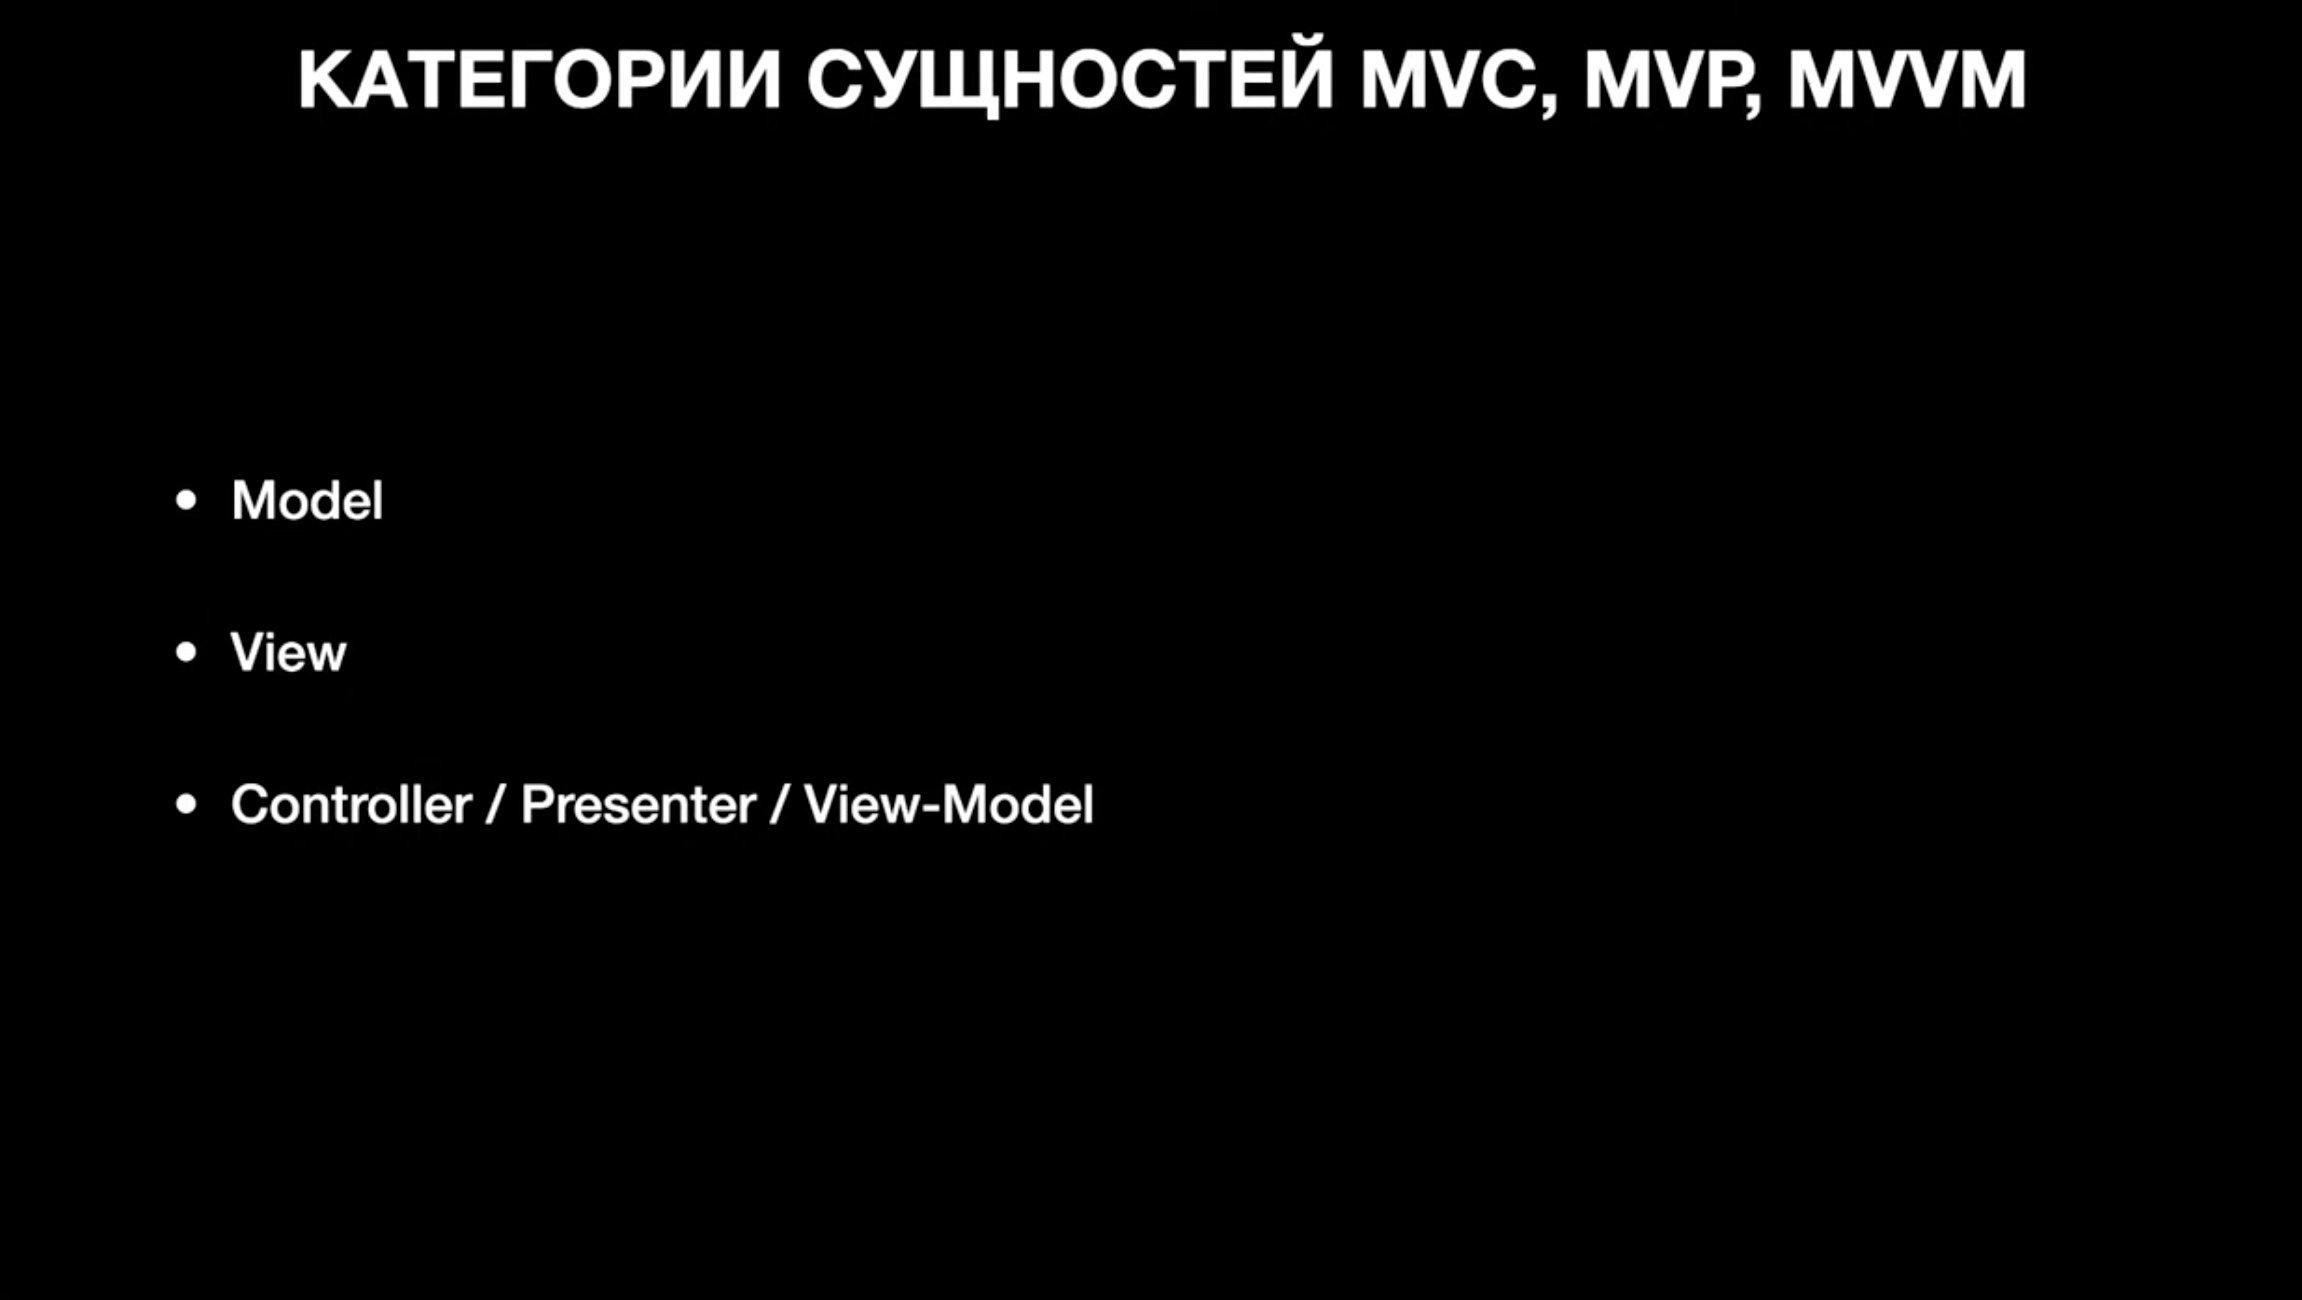 КАТЕГОРИИ СУЩНОСТЕЙ MVC, MVP, MVVM
• Model
• View
• Controller / Presenter / View-Model